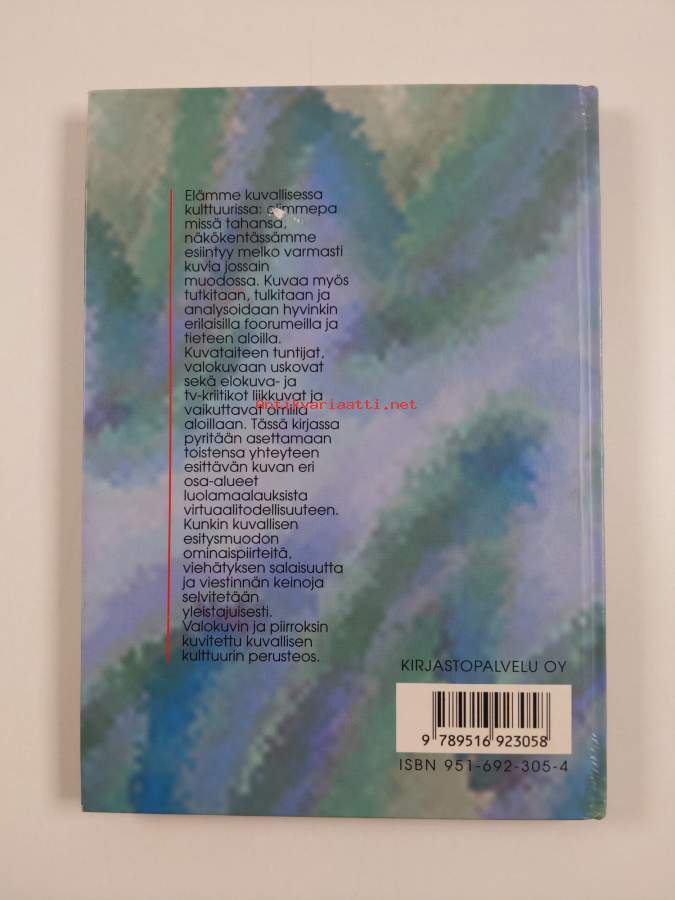 Elämme kuvallisessa
kulttuurissa: olimmepa
missä tahansa,
näkökentässämme
esiintyy melko varmasti
kuvia jossain
muodossa. Kuvaa myös
tutkitaan, tulkitaan ja
analysoidaan hyvinkin
erilaisilla foorumeilla ja
tieteen aloilla.
Kuvataiteen tuntijat,
valokuvaan uskovat
sekä elokuva- ja
tv-kriitikot liikkuvat ja
Antikvariaatti.net
vaikuttavat omilla
aloillaan. Tässä kirjassa
pyritään asettamaan
toistensa yhteyteen
esittävän kuvan eri
osa-alueet
luolamaalauksista
virtuaalitodellisuuteen.
Kunkin kuvallisen
esitysmuodon
ominaispiirteitä,
viehätyksen salaisuutta
ja viestinnän keinoja
selvitetään
yleistajuisesti.
Valokuvin ja piirroksin
kuvitettu kuvallisen
kulttuurin perusteos.
KIRJASTOPALVELU OY
9 789516 923058
ISBN 951-692-305-4